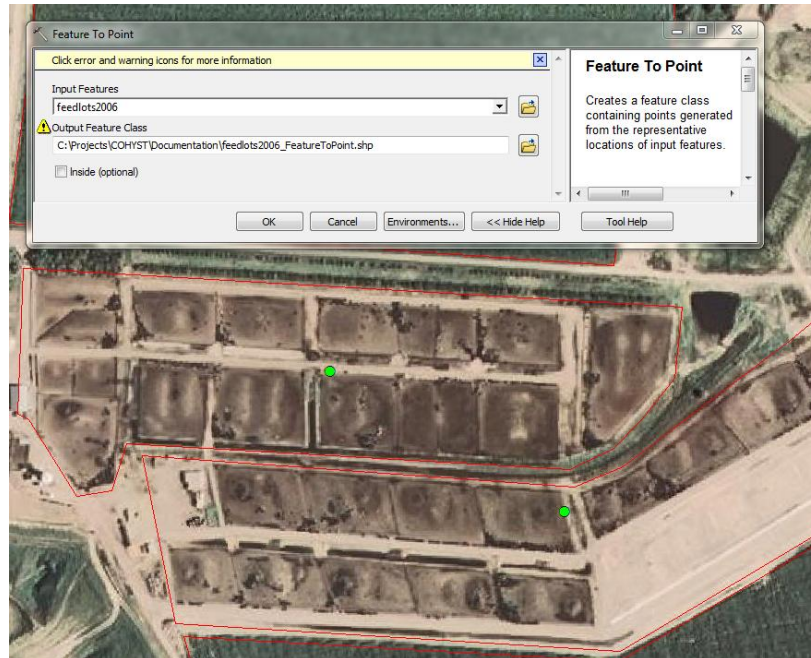 Feature To Point
Click error and warning icons for more information
Input Features
feedlots2006
Output Feature Class
C:\Projects\COHYST\Documentation\feedlots2006_FeatureToPoint.shp
Inside (optional)
Feature To Point
Creates a feature class
containing points generated
from the representative
locations of input features.
OK
Cancel
Environments...
<< Hide Help
Tool Help